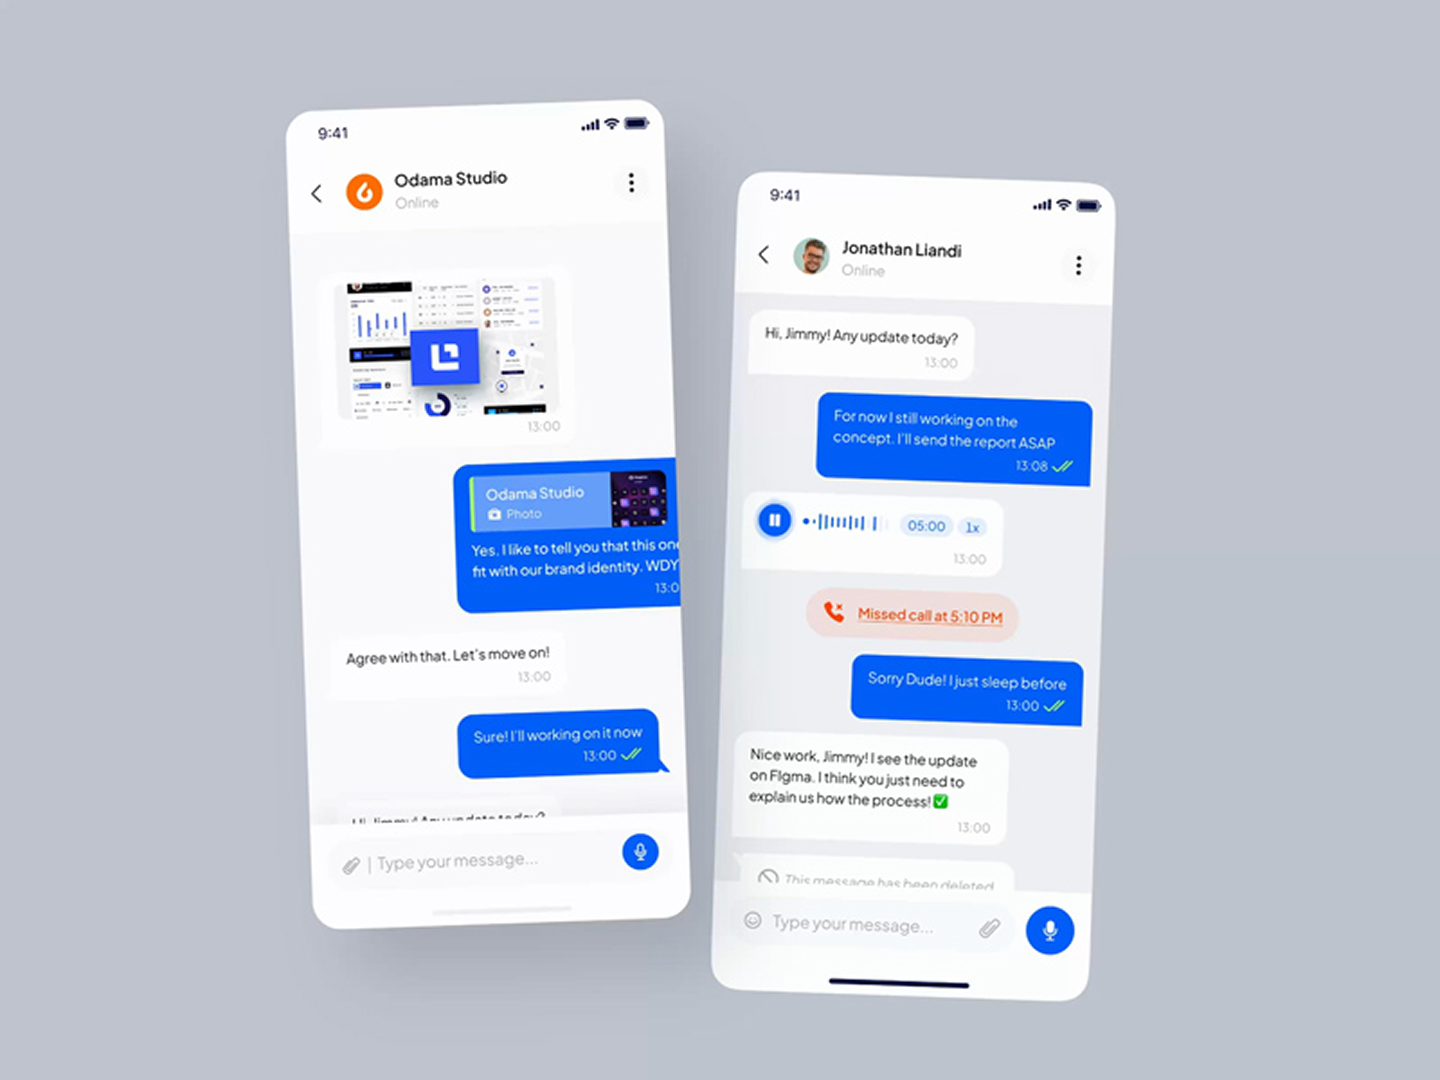 9:41
Odama Studio
Online
13:00
Odama Studio
Photo
Yes. I like to tell you that this one
fit with our brand identity. WDY
13:0
Agree with that. Let's move on!
13:00
Sure! I'll working on it now
13:00
Hi, Jimmy! Any update today?
Type your message...
9:41
Jonathan Liandi
Online
Hi, Jimmy! Any update today?
13:00
For now I still working on the
concept. I'll send the report ASAP
13:08
05:00 1x
13:00
Missed call at 5:10 PM
Sorry Dude! I just sleep before
13:00
Nice work, Jimmy! I see the update
on FIgma. I think you just need to
explain us how the process! ✅
13:00
This message has been deleted
Type your message...